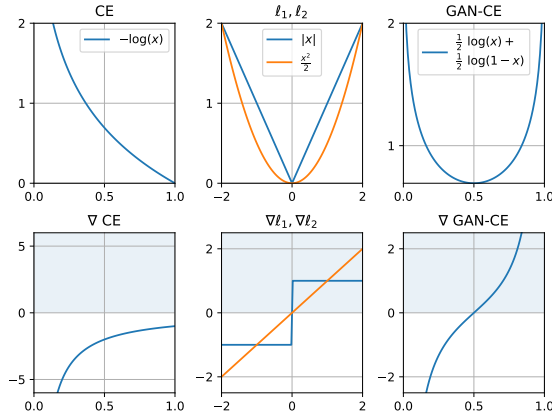 CE
ℓ₁, ℓ₂
GAN-CE
2
1
0
−log(x)
0.0 0.5 1.0
2
1
0
|x|
x²/2
−2 0 2
2
1
½ log(x) +
½ log(1 − x)
0.0 0.5 1.0
∇ CE
∇ℓ₁, ∇ℓ₂
∇ GAN-CE
5
0
−5
0.0 0.5 1.0
2
0
−2
−2 0 2
2
0
−2
0.0 0.5 1.0